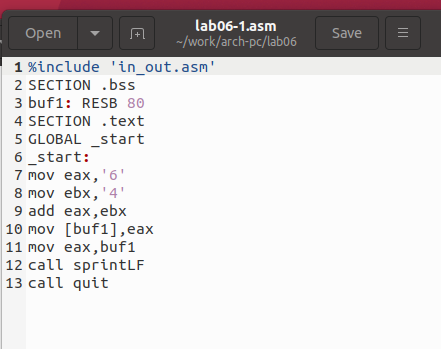 Open
lab06-1.asm
~/work/arch-pc/lab06
Save
1 %include 'in_out.asm'
2 SECTION .bss
3 buf1: RESB 80
4 SECTION .text
5 GLOBAL _start
6 _start:
7 mov eax,'6'
8 mov ebx,'4'
9 add eax,ebx
10 mov [buf1],eax
11 mov eax,buf1
12 call sprintLF
13 call quit